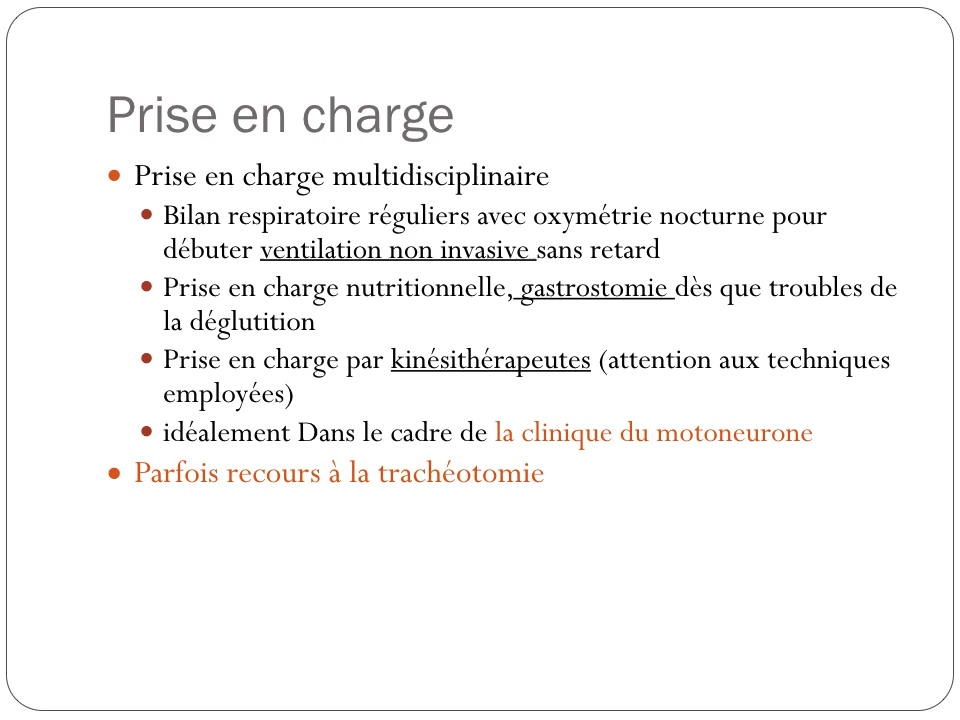 Prise en charge
• Prise en charge multidisciplinaire
• Bilan respiratoire réguliers avec oxymétrie nocturne pour
débuter ventilation non invasive sans retard
• Prise en charge nutritionnelle, gastrostomie dès que troubles de
la déglutition
• Prise en charge par kinésithérapeutes (attention aux techniques
employées)
• idéalement Dans le cadre de la clinique du motoneurone
• Parfois recours à la trachéotomie